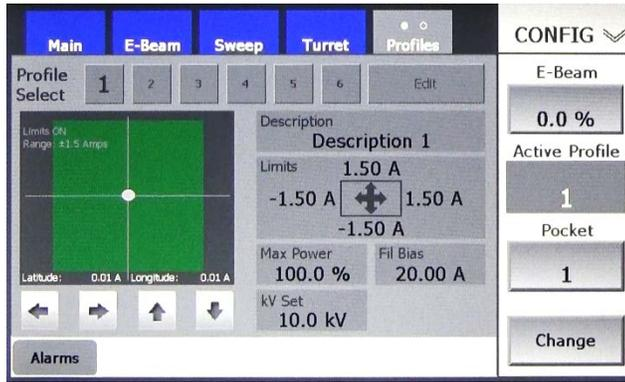 Main E-Beam Sweep Turret Profiles
CONFIG
Profile Select 1 2 3 4 5 6 Edit
E-Beam
0.0 %
Limits ON
Range: ±1.5 Amps
Description
Description 1
Active Profile
1
Limits
1.50 A
-1.50 A 1.50 A
-1.50 A
Pocket
1
Max Power
100.0 %
Fil Bias
20.00 A
Latitude: 0.01 A Longitude: 0.01 A
kV Set
10.0 kV
Change
Alarms